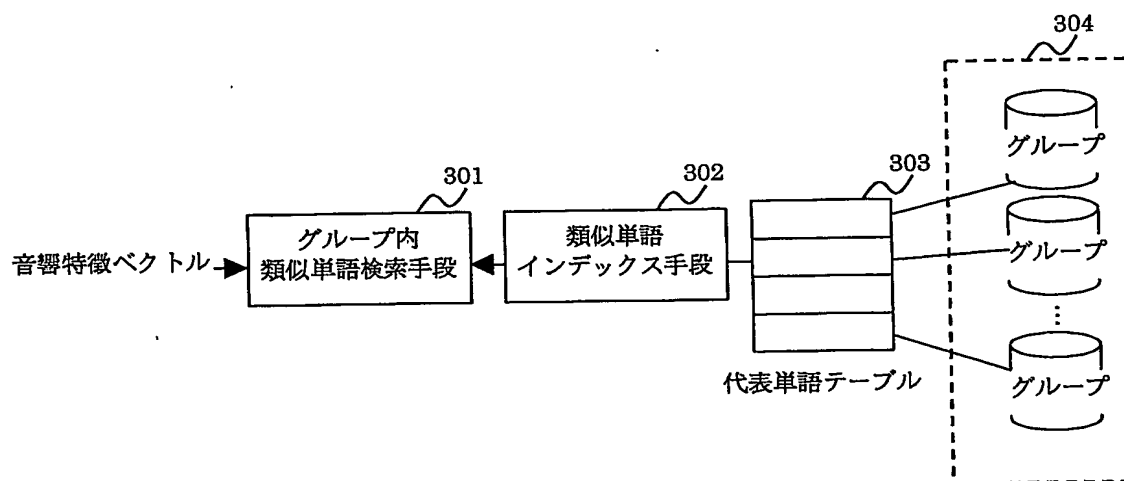 304
グループ
301
302
303
グループ内
類似単語検索手段
類似単語
インデックス手段
音響特徴ベクトル
グループ
グループ
代表単語テーブル